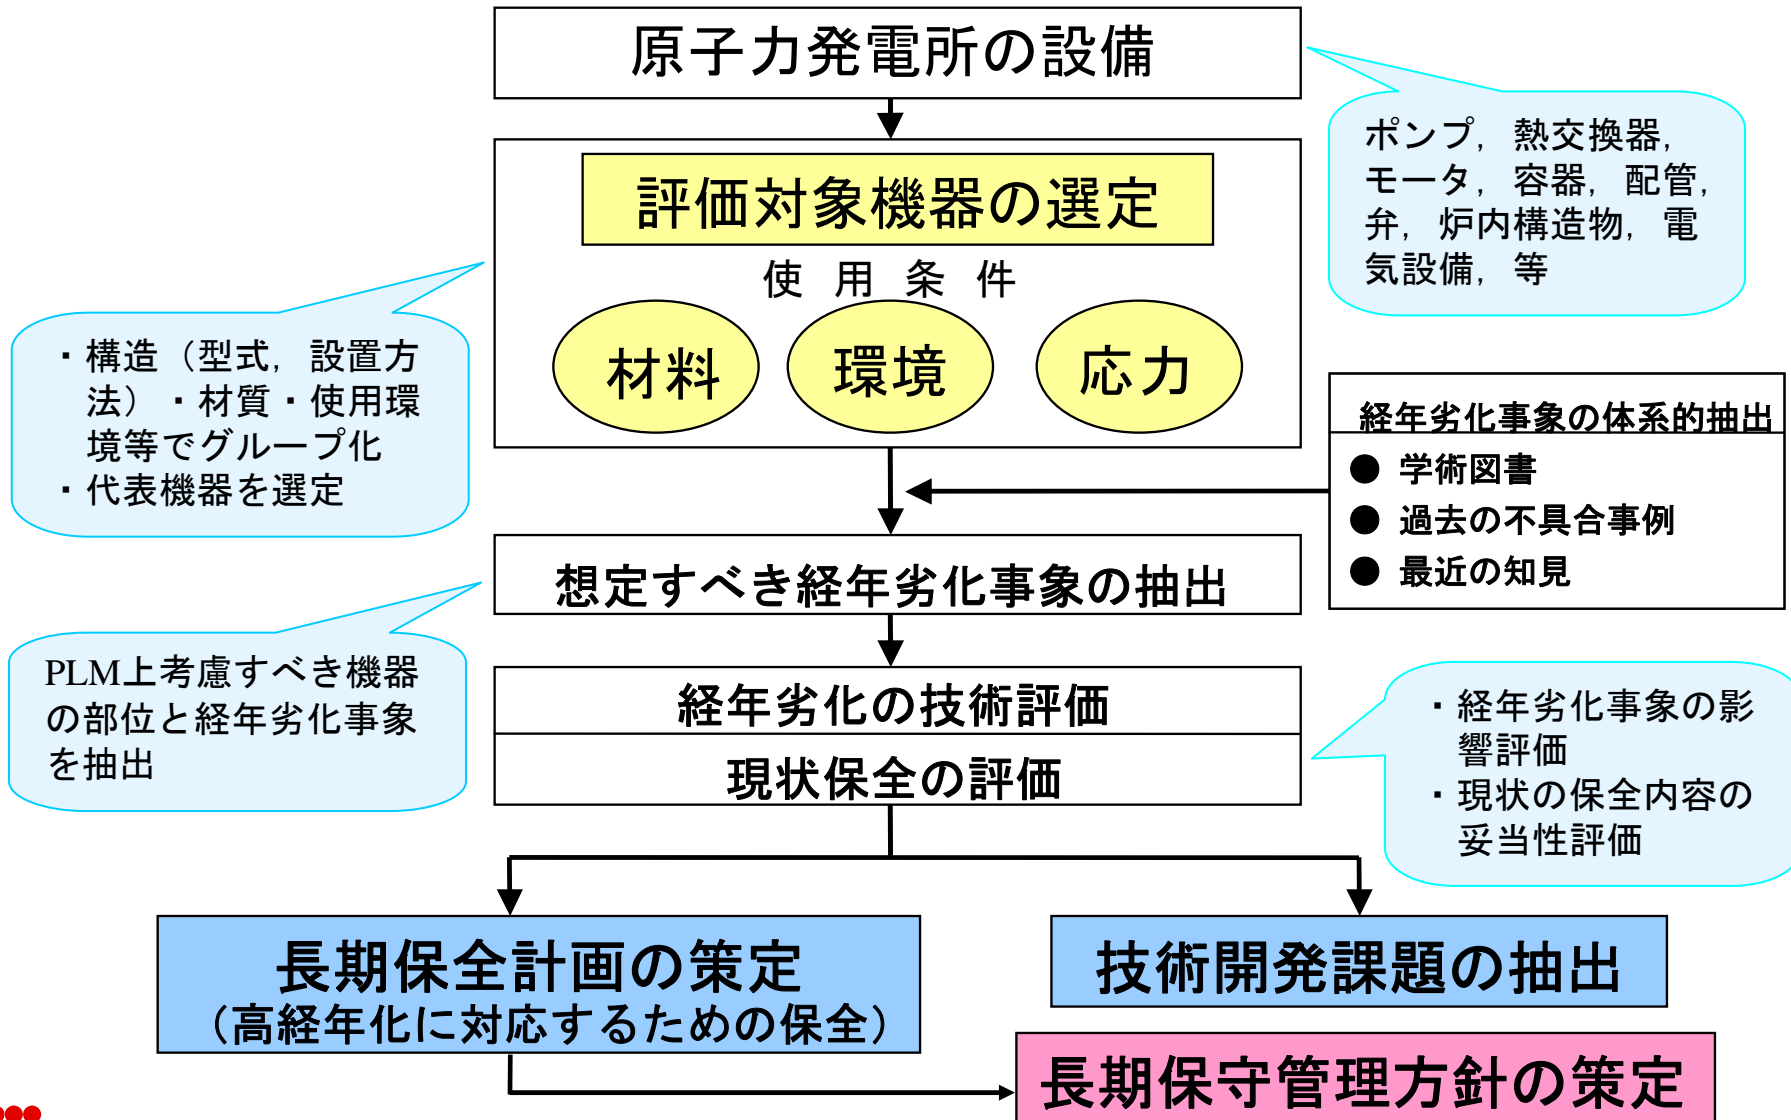 原子力発電所の設備
ポンプ，熱交換器，
モータ，容器，配管，
弁，炉内構造物，電
気設備，等
評価対象機器の選定
使用条件
材料
環境
応力
・構造（型式，設置方
法）・材質・使用環
境等でグループ化
・代表機器を選定
経年劣化事象の体系的抽出
● 学術図書
● 過去の不具合事例
● 最近の知見
想定すべき経年劣化事象の抽出
PLM上考慮すべき機器
の部位と経年劣化事象
を抽出
経年劣化の技術評価
現状保全の評価
・経年劣化事象の影
響評価
・現状の保全内容の
妥当性評価
長期保全計画の策定
（高経年化に対応するための保全）
技術開発課題の抽出
長期保守管理方針の策定